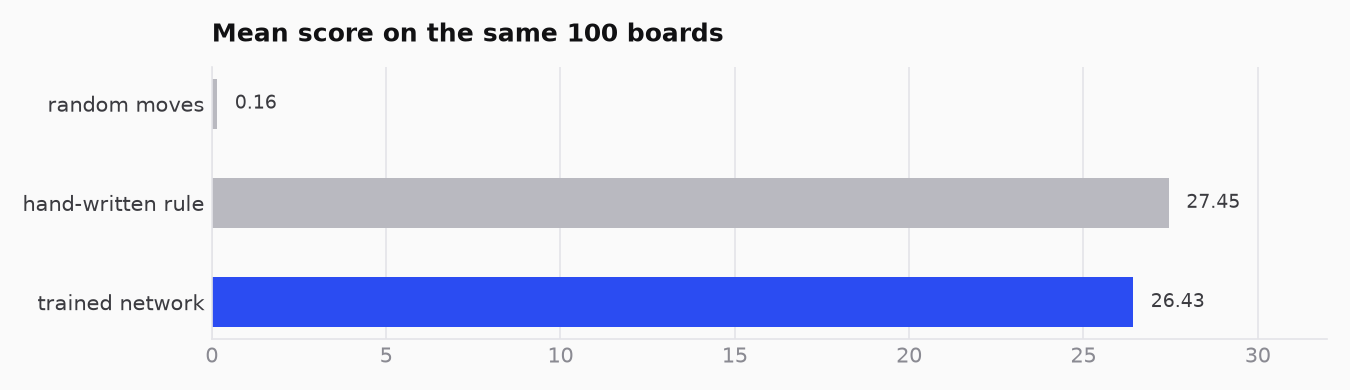 Mean score on the same 100 boards
random moves 0.16
hand-written rule 27.45
trained network 26.43
0 5 10 15 20 25 30